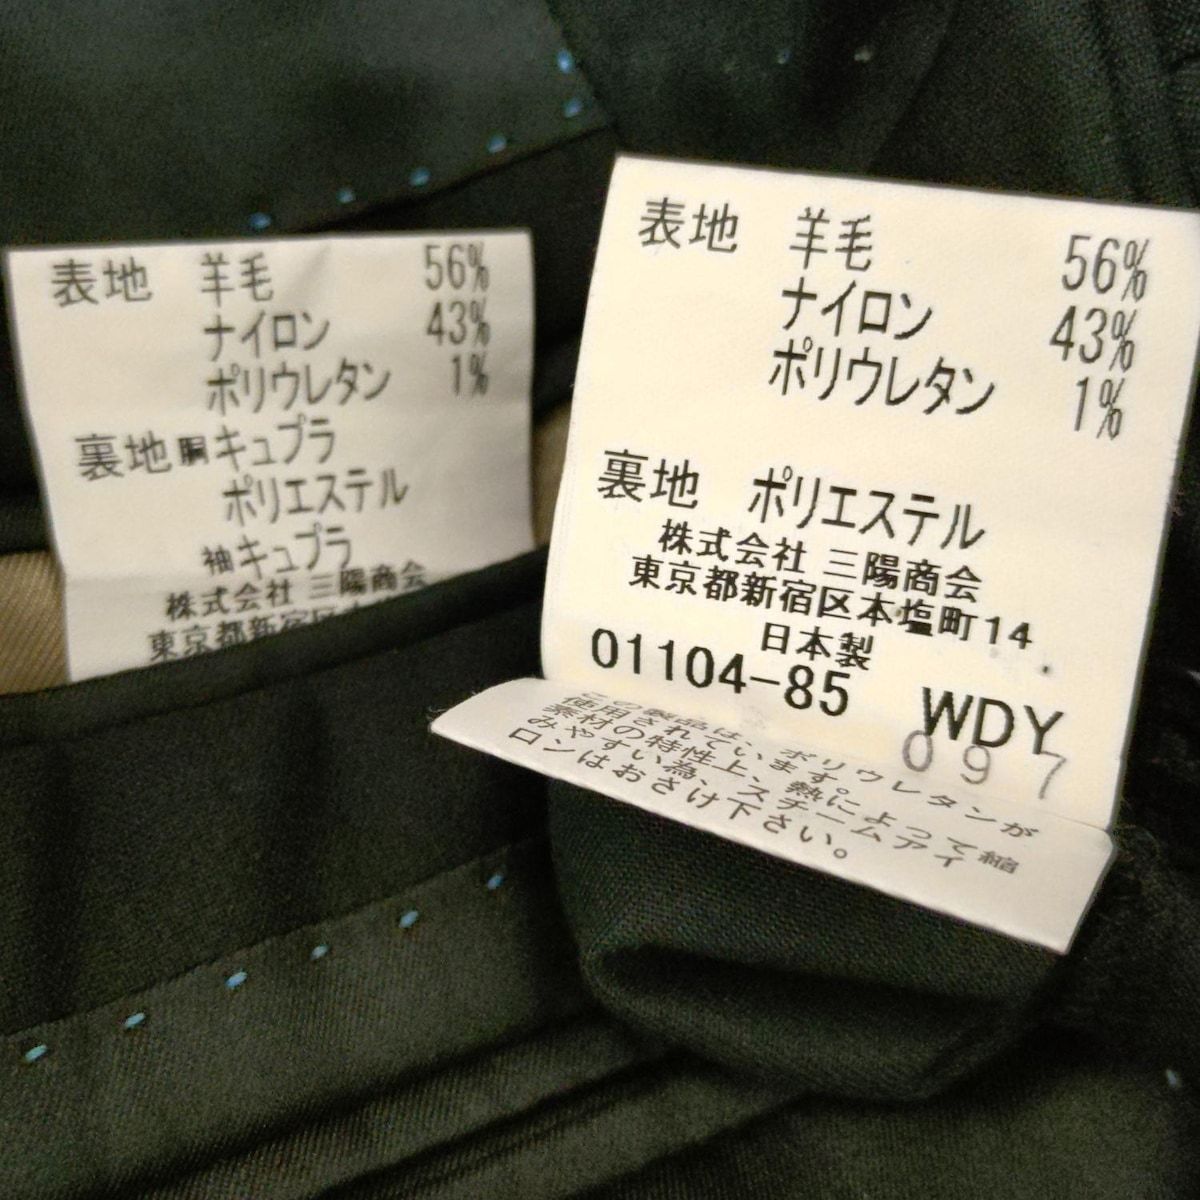 表地 羊毛 56%
ナイロン 43%
ポリウレタン 1%
裏地 胴 キュプラ
ポリエステル
袖 キュプラ
株式会社 三陽商会
東京都新宿区
表地 羊毛 56%
ナイロン 43%
ポリウレタン 1%
裏地 ポリエステル
株式会社 三陽商会
東京都新宿区本塩町14
日本製
01104-85 WDY
097
この製品は、ポリウレタンが
使用されています。
素材の特性上、熱によって縮
みやすい為、スチームアイ
ロンはおさけ下さい。